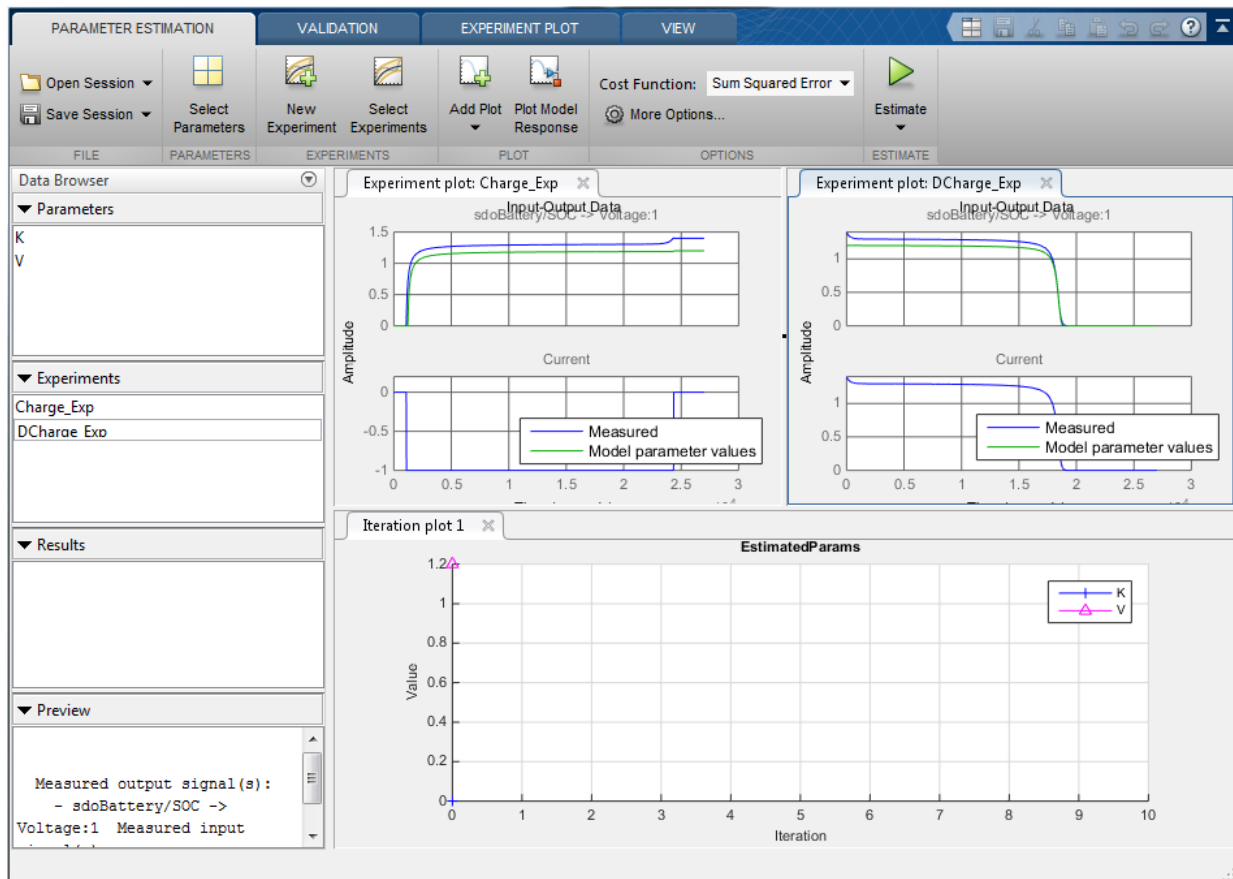 PARAMETER ESTIMATION VALIDATION EXPERIMENT PLOT VIEW
Open Session
Save Session
Select
Parameters
New
Experiment
Select
Experiments
Add Plot
Plot Model
Response
Cost Function: Sum Squared Error
More Options...
Estimate
FILE PARAMETERS EXPERIMENTS PLOT OPTIONS ESTIMATE
Data Browser
Parameters
K
V
Experiments
Charge_Exp
DCharge_Exp
Results
Preview
Measured output signal(s):
- sdoBattery/SOC ->
Voltage:1 Measured input
Experiment plot: Charge_Exp
Input-Output Data
sdoBattery/SOC -> Voltage:1
1.5
1
0.5
0
Amplitude
Current
0
-0.5
-1
Measured
Model parameter values
0 0.5 1 1.5 2 2.5 3
Experiment plot: DCharge_Exp
Input-Output Data
sdoBattery/SOC -> Voltage:1
1
0.5
0
Amplitude
Current
1
0.5
0
Measured
Model parameter values
0 0.5 1 1.5 2 2.5 3
Iteration plot 1
EstimatedParams
1.2
1
0.8
0.6
0.4
0.2
0
Value
K
V
0 1 2 3 4 5 6 7 8 9 10
Iteration